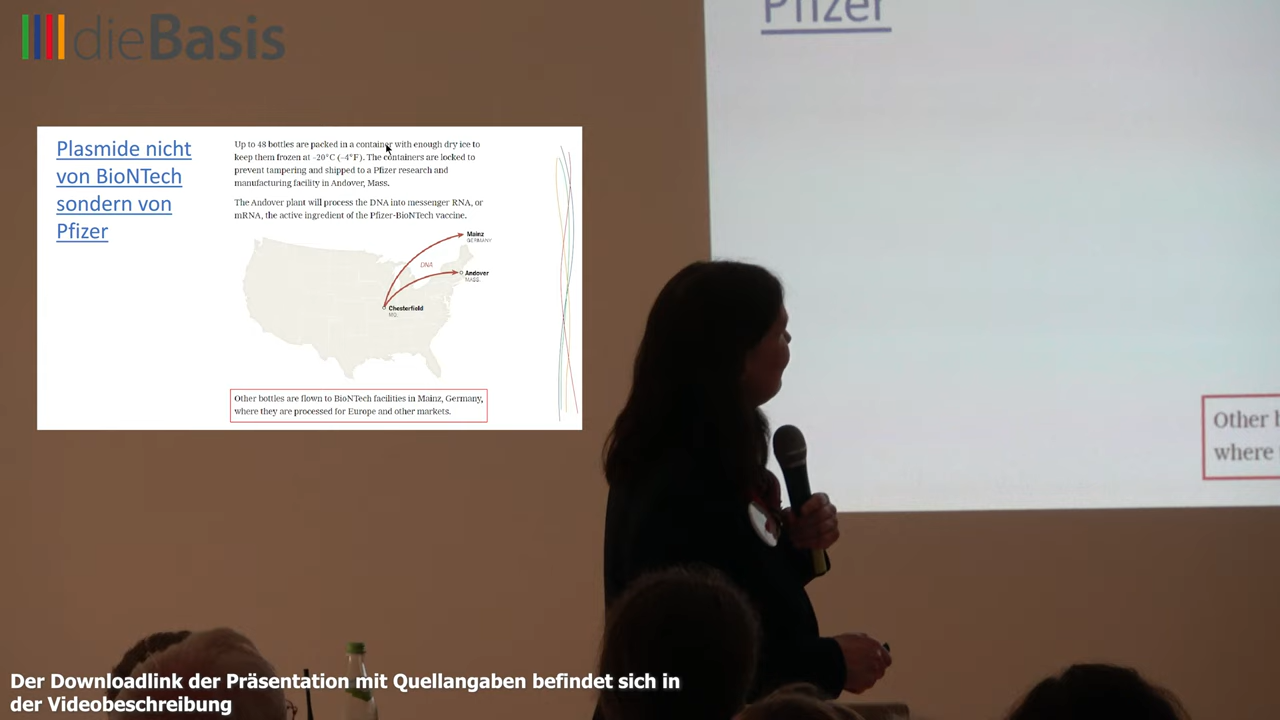 dieBasis
Pfizer
Plasmide nicht
von BioNTech
sondern von
Pfizer
Up to 48 bottles are packed in a container with enough dry ice to
keep them frozen at –20°C (–4°F). The containers are locked to
prevent tampering and shipped to a Pfizer research and
manufacturing facility in Andover, Mass.
The Andover plant will process the DNA into messenger RNA, or
mRNA, the active ingredient of the Pfizer-BioNTech vaccine.
Mainz
GERMANY
DNA
Andover
MASS.
Chesterfield
MO.
Other bottles are flown to BioNTech facilities in Mainz, Germany,
where they are processed for Europe and other markets.
Other
where
Der Downloadlink der Präsentation mit Quellangaben befindet sich in
der Videobeschreibung